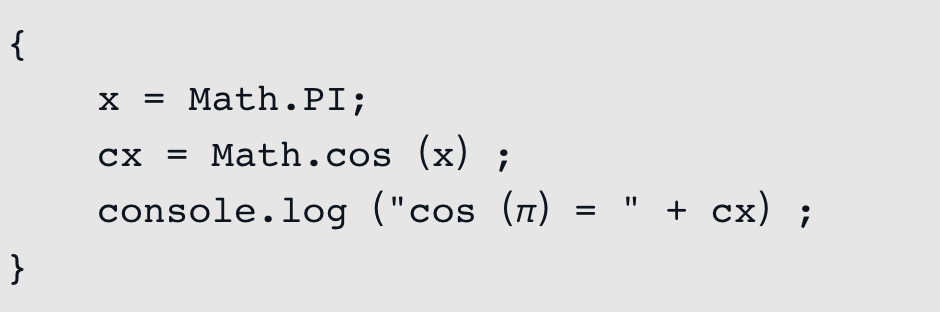 {
x = Math.PI;
cx = Math.cos (x) ;
console.log ("cos (π) = " + cx) ;
}